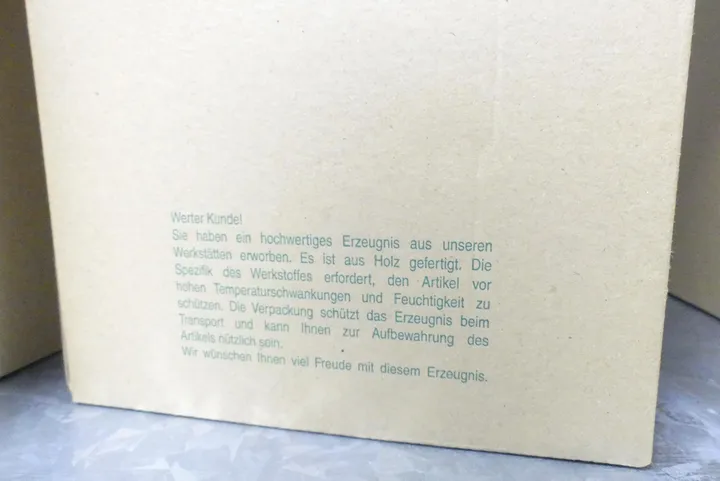 Werter Kunde!
Sie haben ein hochwertiges Erzeugnis aus unseren
Werkstätten erworben. Es ist aus Holz gefertigt. Die
Spezifik des Werkstoffes erfordert, den Artikel vor
hohen Temperaturschwankungen und Feuchtigkeit zu
schützen. Die Verpackung schützt das Erzeugnis beim
Transport und kann Ihnen zur Aufbewahrung des
Artikels nützlich sein.
Wir wünschen Ihnen viel Freude mit diesem Erzeugnis.